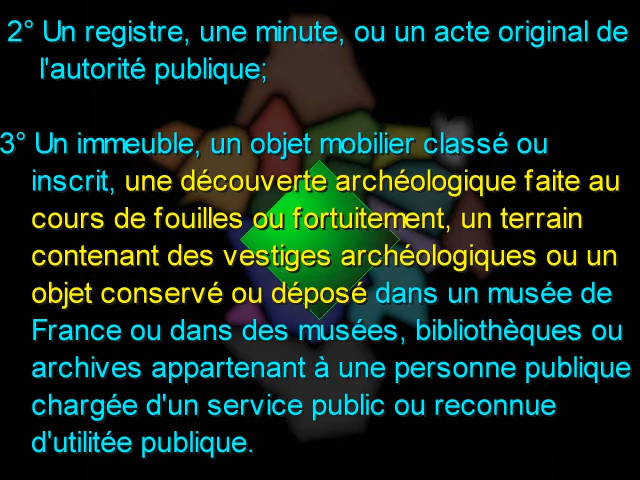 2° Un registre, une minute, ou un acte original de
l'autorité publique;
3° Un immeuble, un objet mobilier classé ou
inscrit, une découverte archéologique faite au
cours de fouilles ou fortuitement, un terrain
contenant des vestiges archéologiques ou un
objet conservé ou déposé dans un musée de
France ou dans des musées, bibliothèques ou
archives appartenant à une personne publique
chargée d'un service public ou reconnue
d'utilitée publique.